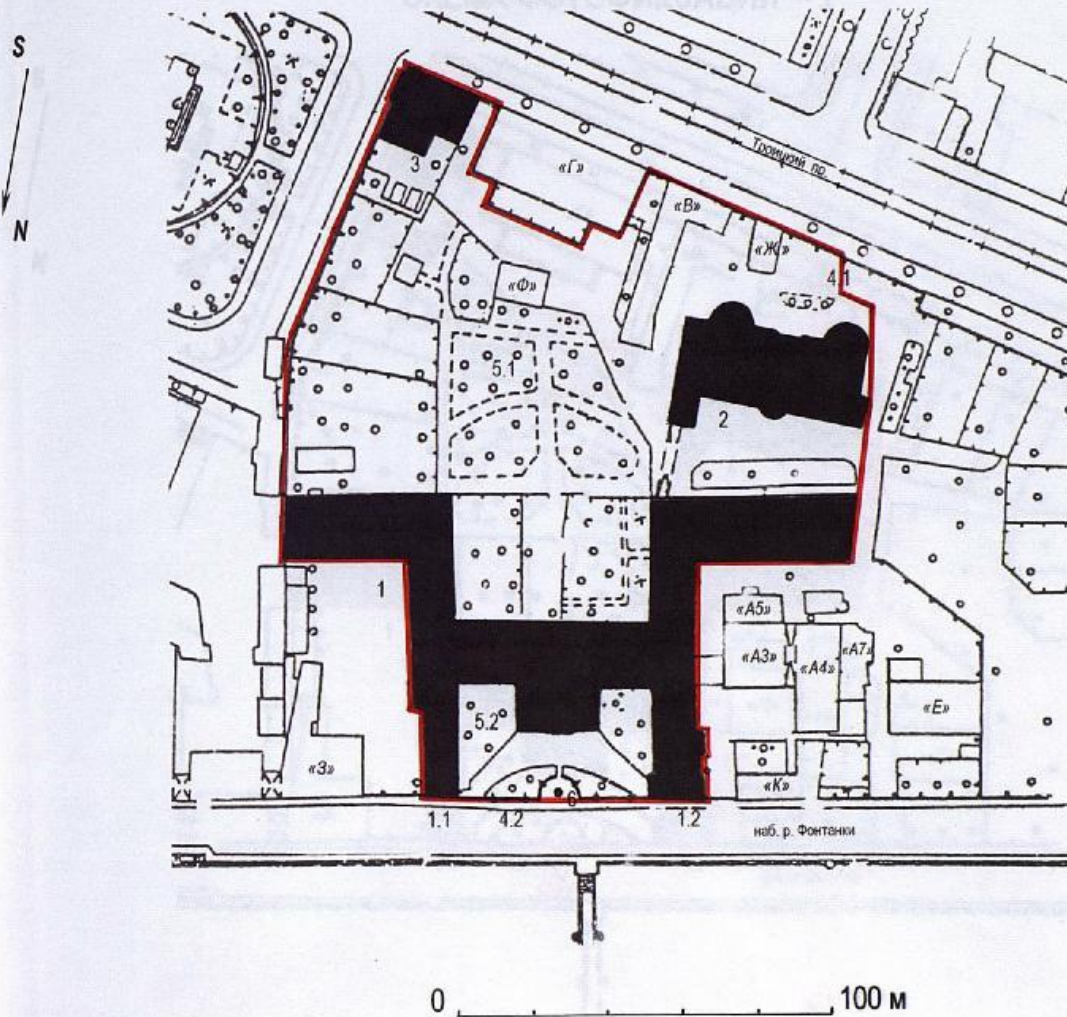 S
N
Троицкий пр.
«Г»
«В»
«Ж»
4.1
3
«Ф»
5.1
2
1
«А5»
«А3»
«А4»
«А7»
«Е»
5.2
«З»
«К»
6
1.1
4.2
1.2
наб. р. Фонтанки
0
100 м